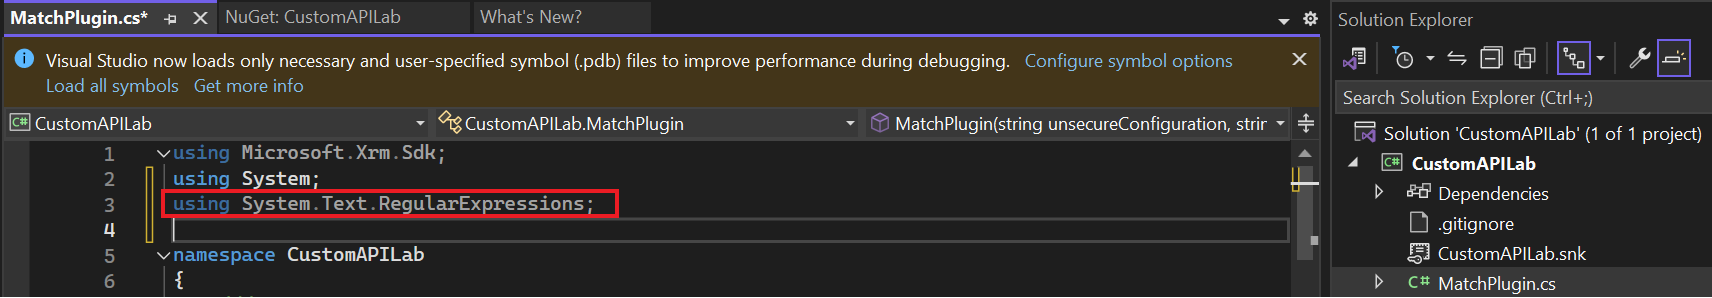 MatchPlugin.cs*
NuGet: CustomAPILab
What's New?
Visual Studio now loads only necessary and user-specified symbol (.pdb) files to improve performance during debugging. Configure symbol options
Load all symbols Get more info
C# CustomAPILab
CustomAPILab.MatchPlugin
MatchPlugin(string unsecureConfiguration, strin
1 using Microsoft.Xrm.Sdk;
2 using System;
3 using System.Text.RegularExpressions;
4
5 namespace CustomAPILab
6 {
Solution Explorer
Search Solution Explorer (Ctrl+;)
Solution 'CustomAPILab' (1 of 1 project)
C# CustomAPILab
Dependencies
.gitignore
CustomAPILab.snk
C# MatchPlugin.cs